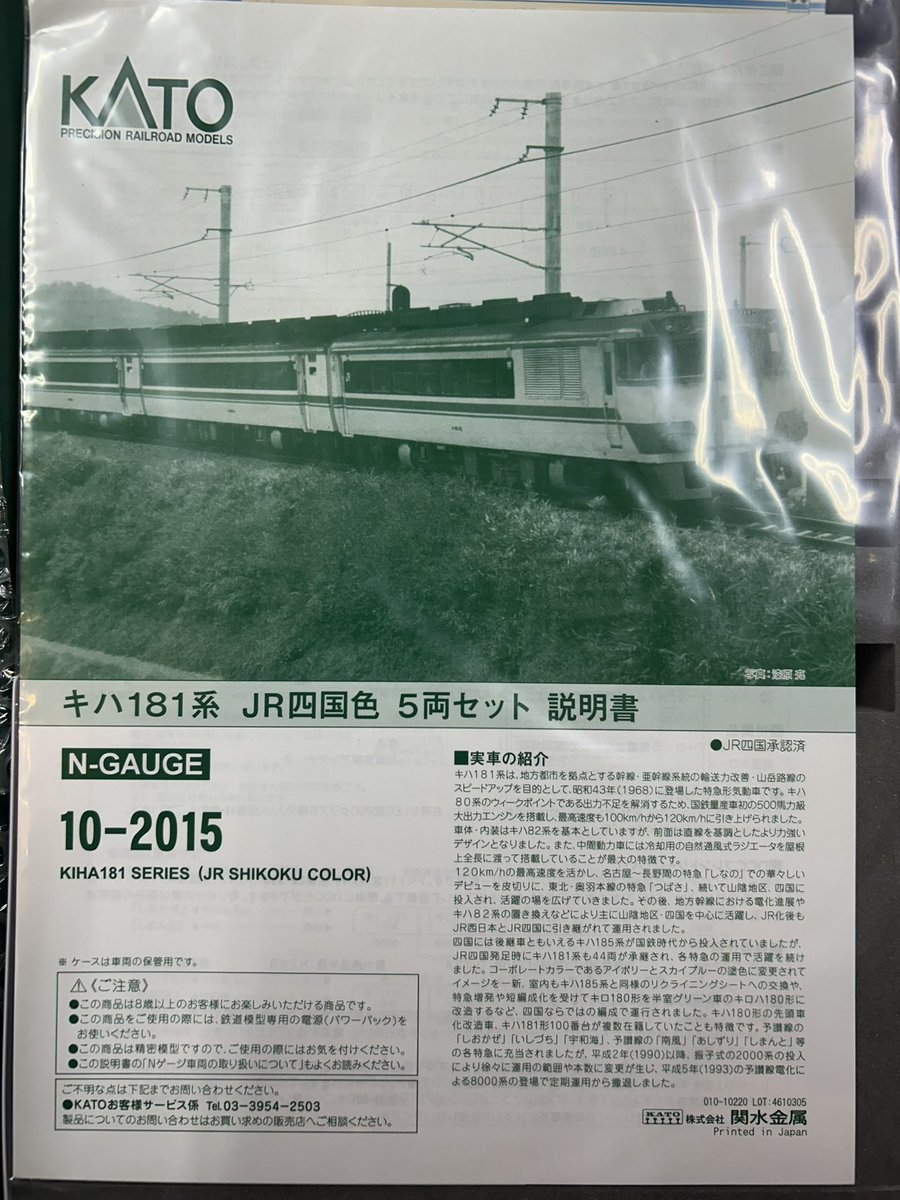 KATO
PRECISION RAILROAD MODELS
写真:漆原 亮
キハ181系 JR四国色 5両セット 説明書
●JR四国承認済
N-GAUGE
10-2015
KIHA181 SERIES (JR SHIKOKU COLOR)
※ ケースは車両の保管用です。
⚠《ご注意》
●この商品は8歳以上のお客様にお楽しみいただける商品です。
●この商品をご使用の際には、鉄道模型専用の電源(パワーパック)を
お使いください。
●この商品は精密模型ですので、ご使用の際にはお気を付けください。
●この説明書の「Nゲージ車両の取り扱いについて」もよくお読みください。
ご不明な点は下記までお問い合わせください。
●KATOお客様サービス係 Tel.03-3954-2503
製品についてのお問い合わせはお買い求めの販売店へご相談ください。
■実車の紹介
キハ181系は、地方都市を拠点とする幹線・亜幹線系統の輸送力改善・山岳路線の
スピードアップを目的として、昭和43年(1968)に登場した特急形気動車です。キハ
80系のウィークポイントである出力不足を解消するため、国鉄量産車初の500馬力級
大出力エンジンを搭載し、最高速度も100km/hから120km/hに引き上げられました。
車体・内装はキハ82系を基本としていますが、前面は直線を基調としたより力強い
デザインとなりました。また、中間動力車には冷却用の自然通風式ラジエータを屋根
上全長に渡って搭載していることが最大の特徴です。
120km/hの最高速度を活かし、名古屋~長野間の特急「しなの」での華々しい
デビューを皮切りに、東北・奥羽本線の特急「つばさ」、続いて山陰地区、四国に
投入され、活躍の場を広げていきました。その後、地方幹線における電化進展や
キハ82系の置き換えなどにより主に山陰地区・四国を中心に活躍し、JR化後も
JR西日本とJR四国に引き継がれて運用されました。
四国には後継車ともいえるキハ185系が国鉄時代から投入されていましたが、
JR四国発足時にキハ181系も44両が承継され、各特急の運用で活躍を続け
ました。コーポレートカラーであるアイボリーとスカイブルーの塗色に変更されて
イメージを一新、室内もキハ185系と同様のリクライニングシートへの交換や、
特急増発や短編成化を受けてキロ180形を半室グリーン車のキロハ180形に
改造するなど、四国ならではの編成で運行されました。キハ180形の先頭車
化改造車、キハ181形100番台が複数在籍していたことも特徴です。予讃線の
「しおかぜ」「いしづち」「宇和海」、予讃線の「南風」「あしずり」「しまんと」等
の各特急に充当されましたが、平成2年(1990)以降、振子式の2000系の投入
により徐々に運用の範囲や本数に変更が生じ、平成5年(1993)の予讃線電化に
よる8000系の登場で定期運用から撤退しました。
010-10220 LOT:4610305
KATO 株式会社 関水金属
Printed in Japan